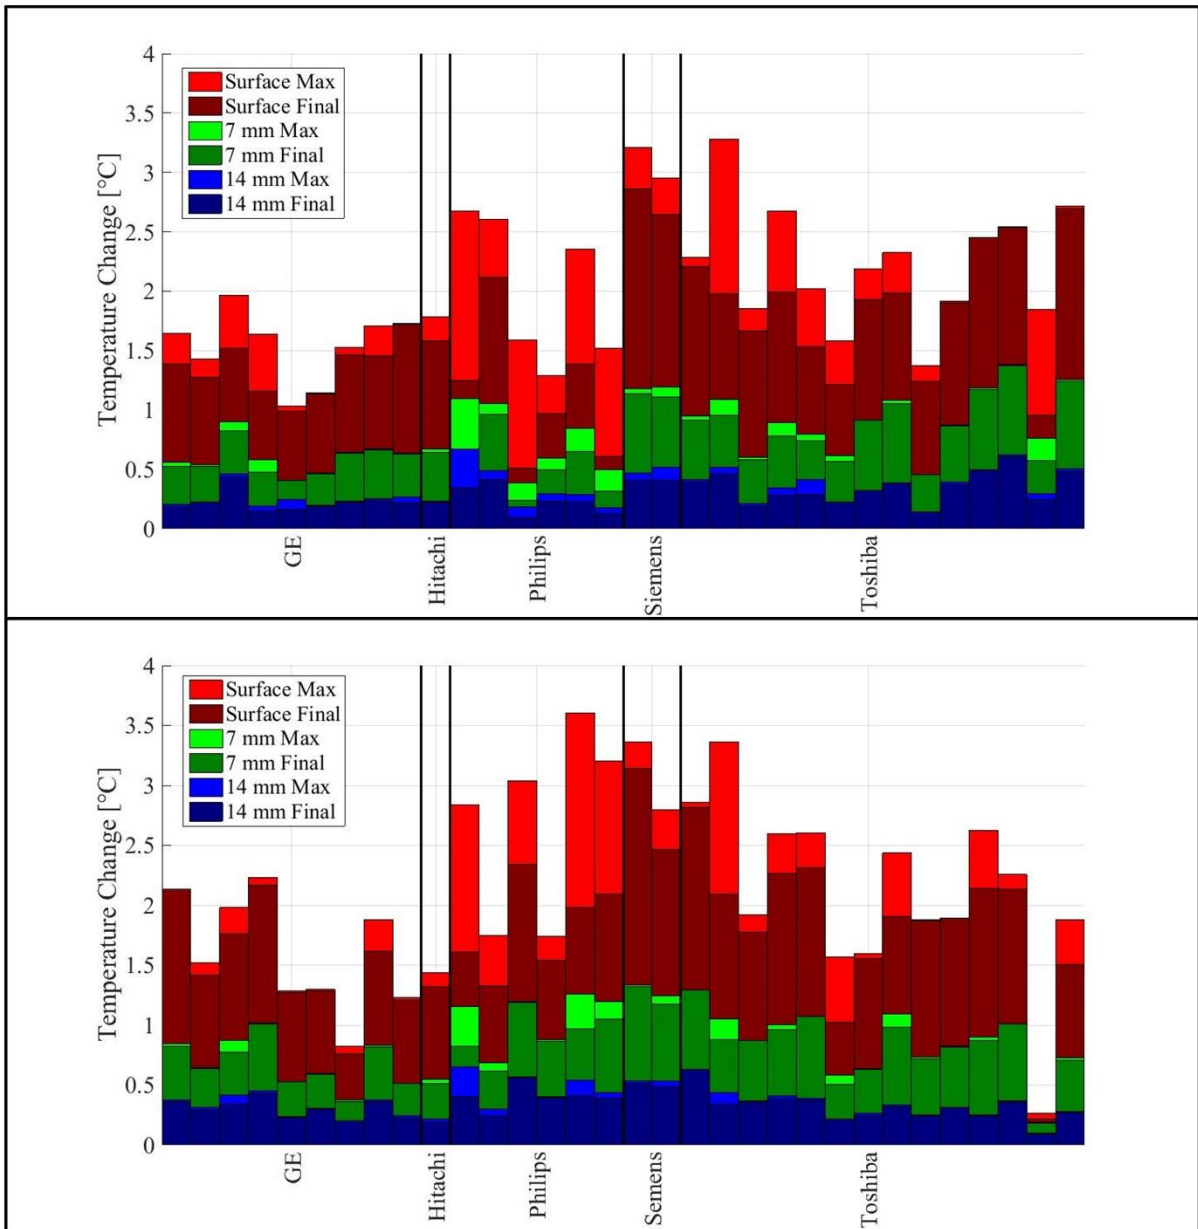 4
3.5
3
2.5
2
1.5
1
0.5
0
Temperature Change [°C]
Surface Max
Surface Final
7 mm Max
7 mm Final
14 mm Max
14 mm Final
GE
Hitachi
Philips
Siemens
Toshiba
4
3.5
3
2.5
2
1.5
1
0.5
0
Temperature Change [°C]
Surface Max
Surface Final
7 mm Max
7 mm Final
14 mm Max
14 mm Final
GE
Hitachi
Philips
Semens
Toshiba